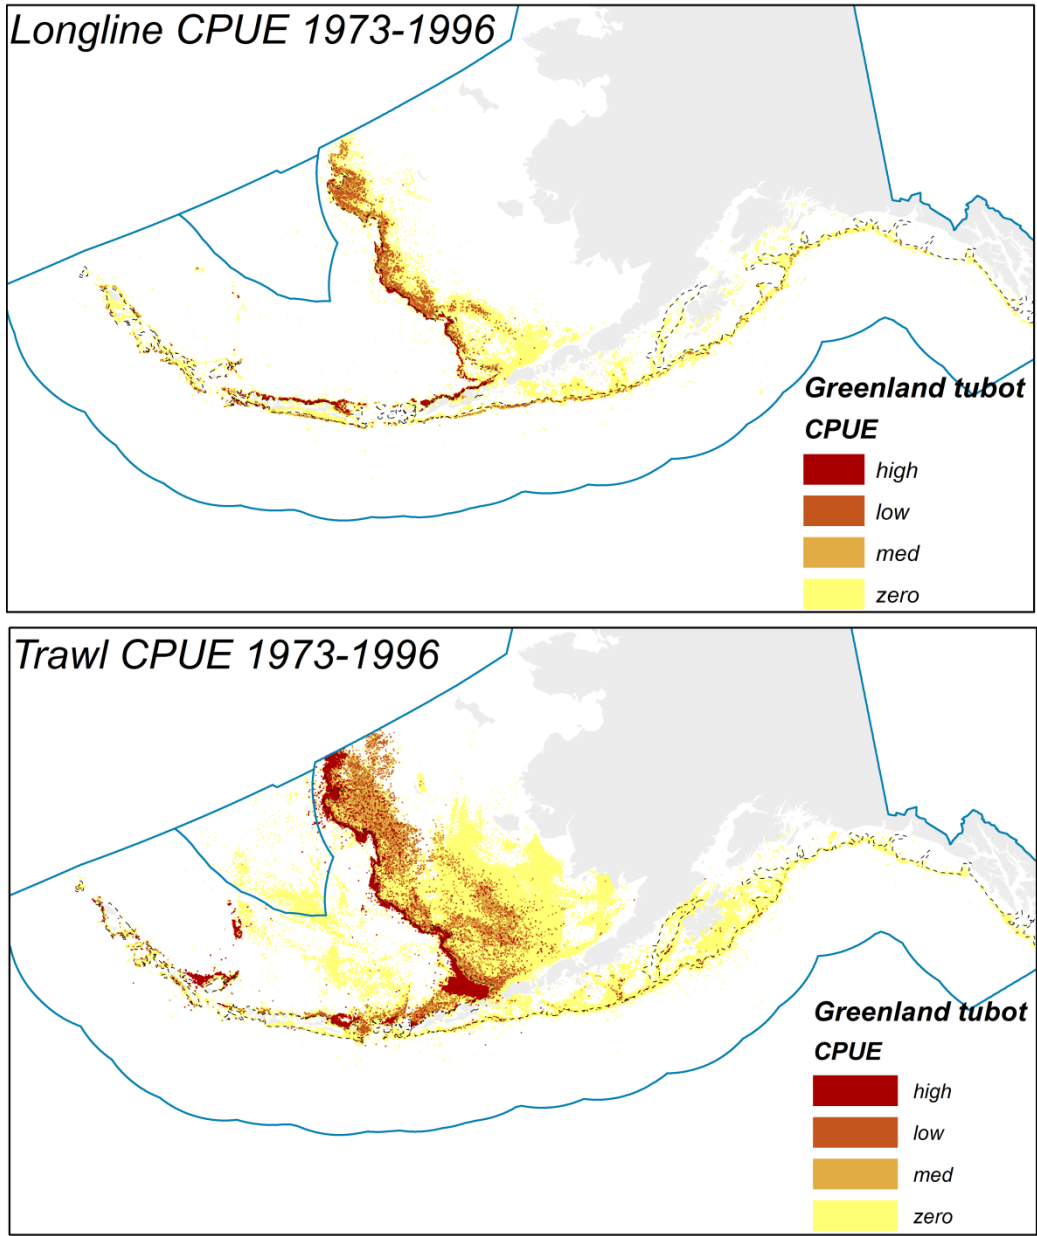 Longline CPUE 1973-1996
Greenland tubot
CPUE
high
low
med
zero
Trawl CPUE 1973-1996
Greenland tubot
CPUE
high
low
med
zero